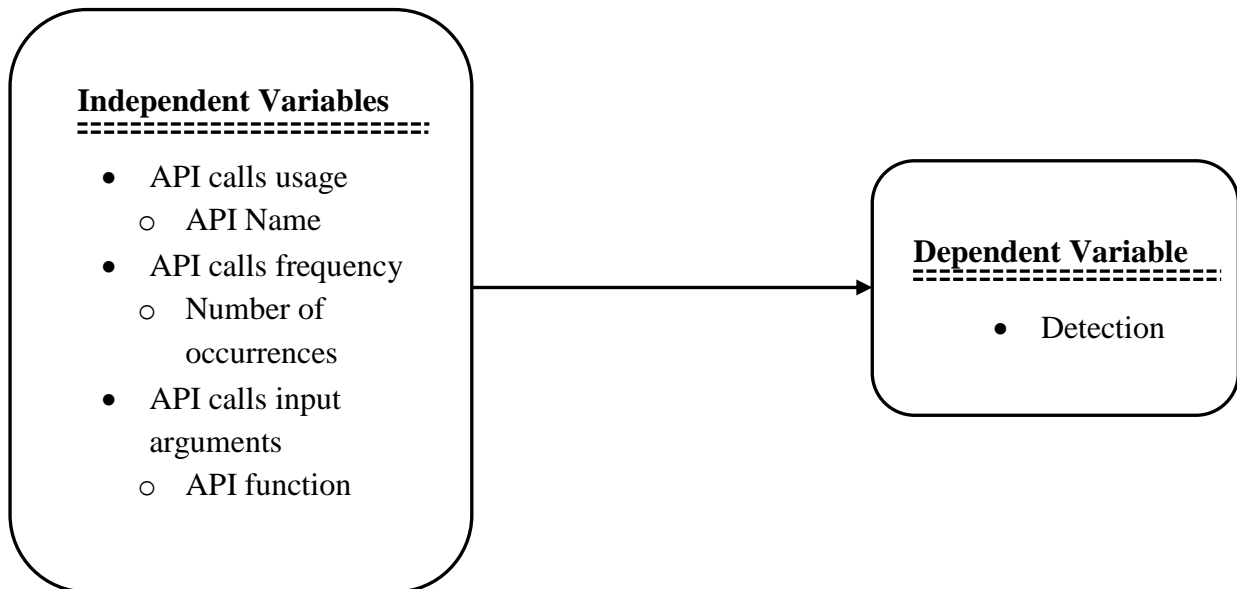 Independent Variables
• API calls usage
o API Name
• API calls frequency
o Number of
occurrences
• API calls input
arguments
o API function
Dependent Variable
• Detection